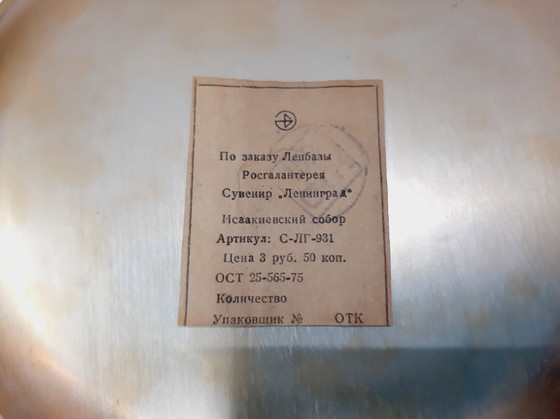 По заказу Ленбазы
Росгалантерея
Сувенир „Ленинград"
Исаакиевский собор
Артикул: С-ЛГ-931
Цена 3 руб. 50 коп.
ОСТ 25-565-75
Количество
Упаковщик № ОТК